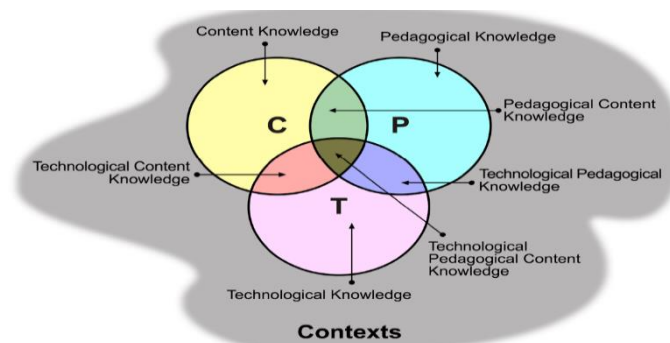 Content Knowledge
Pedagogical Knowledge
C
P
Pedagogical Content
Knowledge
Technological Content
Knowledge
Technological Pedagogical
Knowledge
T
Technological
Pedagogical Content
Knowledge
Technological Knowledge
Contexts